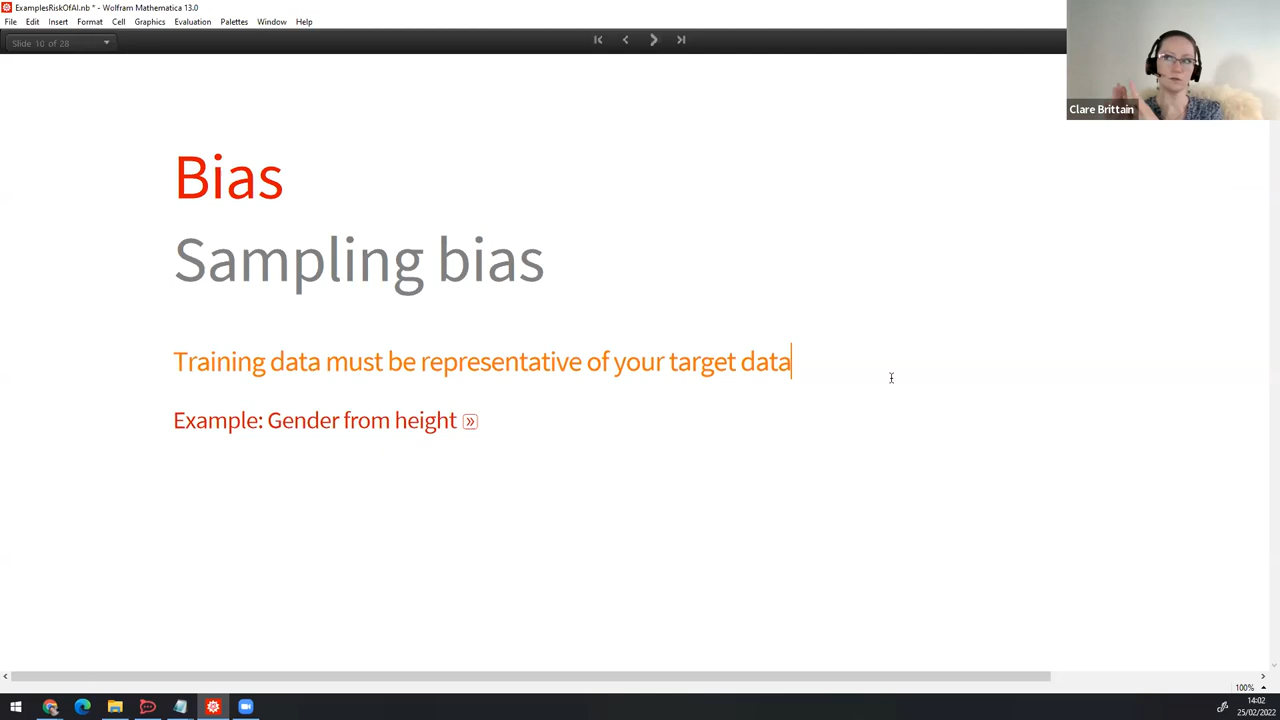 ExamplesRiskOfAI.nb * - Wolfram Mathematica 13.0
File Edit Insert Format Cell Graphics Evaluation Palettes Window Help
Slide 10 of 28
Clare Brittain
Bias
Sampling bias
Training data must be representative of your target data
Example: Gender from height »
100%
14:02
25/02/2022